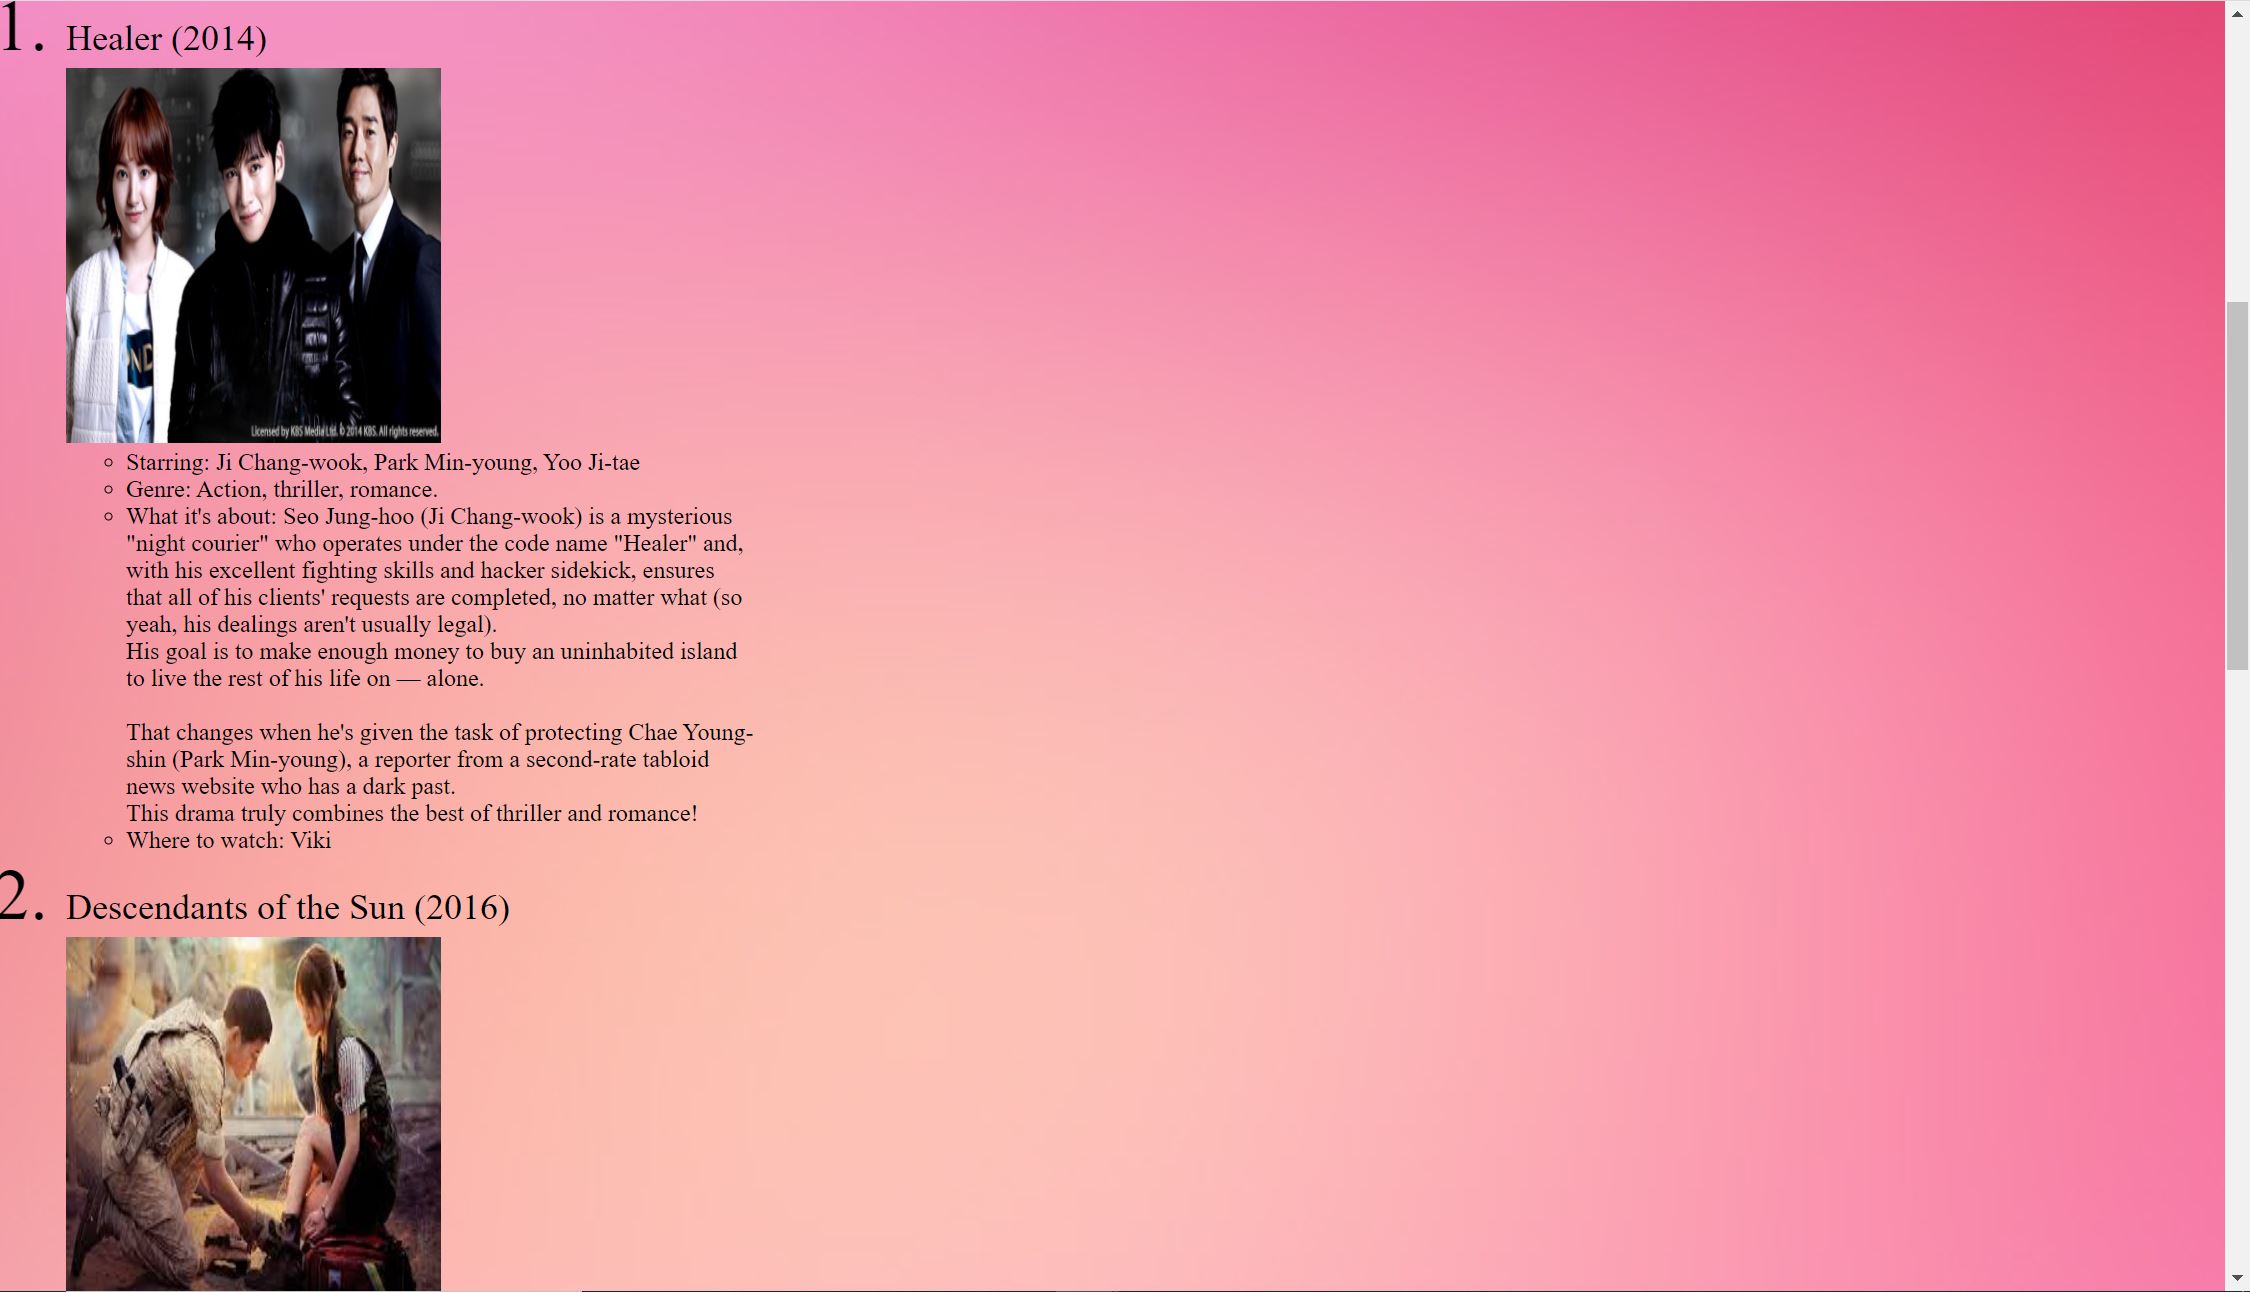 1. Healer (2014)
ND
Licensed by KBS Media Ltd. © 2014 KBS. All rights reserved.
Starring: Ji Chang-wook, Park Min-young, Yoo Ji-tae
Genre: Action, thriller, romance.
What it's about: Seo Jung-hoo (Ji Chang-wook) is a mysterious
"night courier" who operates under the code name "Healer" and,
with his excellent fighting skills and hacker sidekick, ensures
that all of his clients' requests are completed, no matter what (so
yeah, his dealings aren't usually legal).
His goal is to make enough money to buy an uninhabited island
to live the rest of his life on — alone.
That changes when he's given the task of protecting Chae Young-
shin (Park Min-young), a reporter from a second-rate tabloid
news website who has a dark past.
This drama truly combines the best of thriller and romance!
Where to watch: Viki
2. Descendants of the Sun (2016)